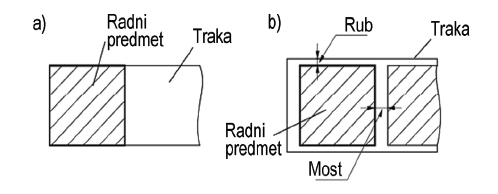 a)
Radni
predmet
Traka
b)
Rub
Traka
Radni
predmet
Most